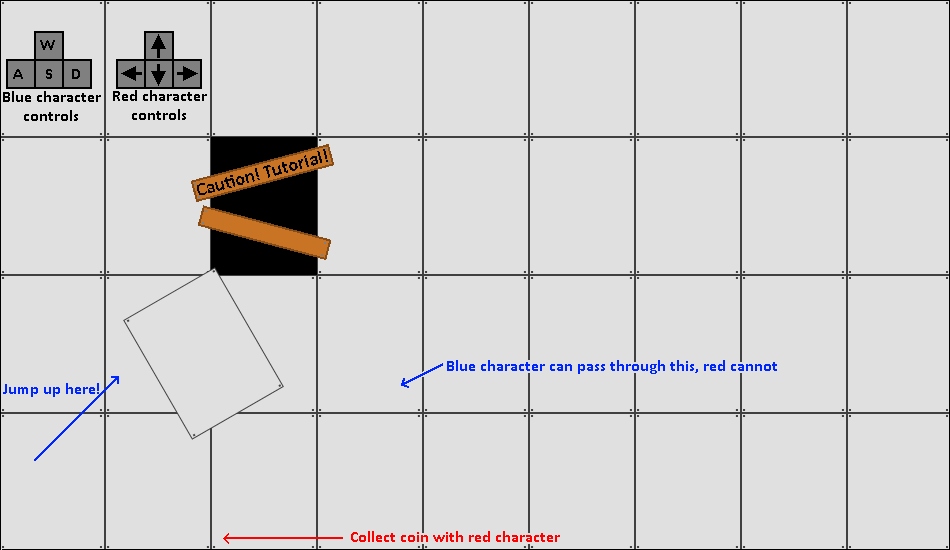 W
A S D
Blue character
controls
Red character
controls
Caution! Tutorial!
Blue character can pass through this, red cannot
Jump up here!
Collect coin with red character